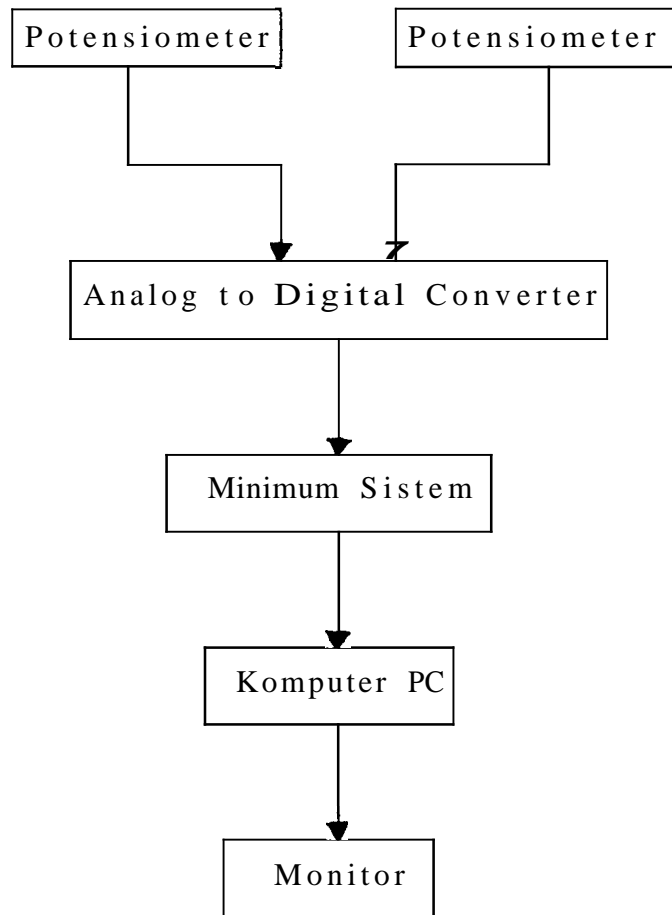 Potensiometer
Potensiometer
Analog to Digital Converter
Minimum Sistem
Komputer PC
Monitor